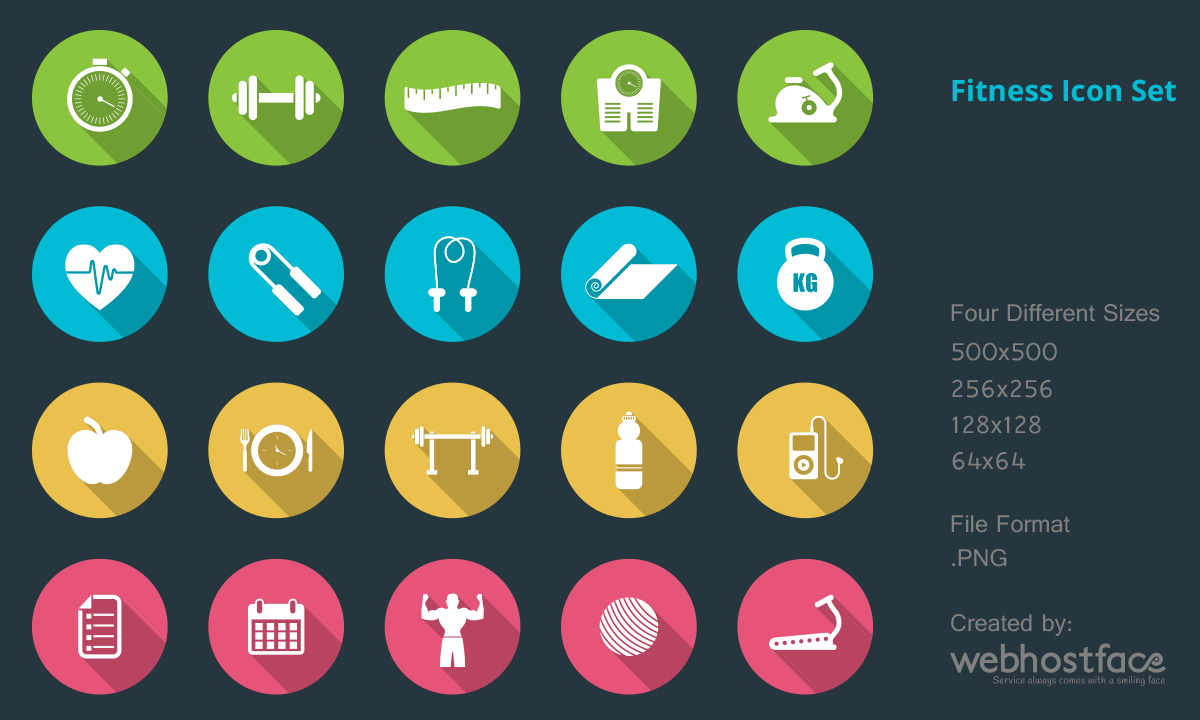 Fitness Icon Set
KG
Four Different Sizes
500x500
256x256
128x128
64x64
File Format
.PNG
Created by:
webhostface
Service always comes with a smiling face